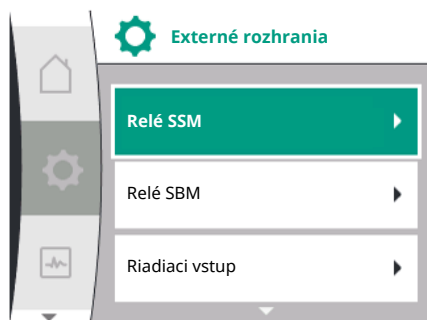 Externé rozhrania
Relé SSM
Relé SBM
Riadiaci vstup